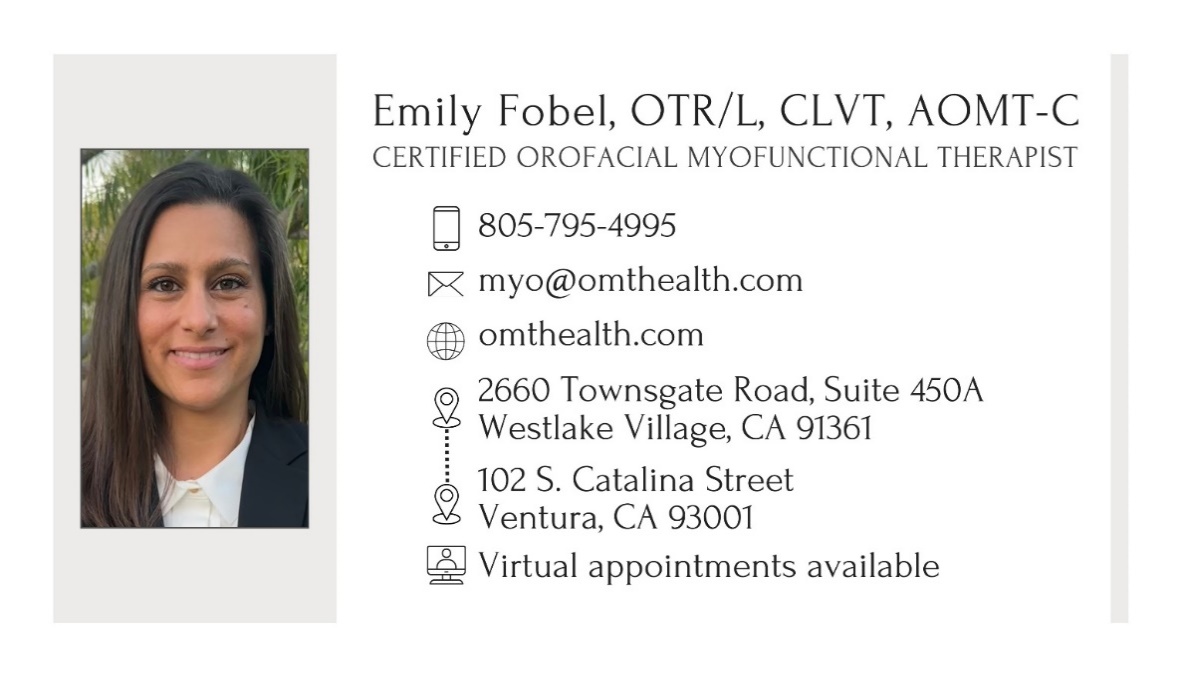 Emily Fobel, OTR/L, CLVT, AOMT-C
CERTIFIED OROFACIAL MYOFUNCTIONAL THERAPIST
805-795-4995
myo@omthealth.com
omthealth.com
2660 Townsgate Road, Suite 450A
Westlake Village, CA 91361
102 S. Catalina Street
Ventura, CA 93001
Virtual appointments available